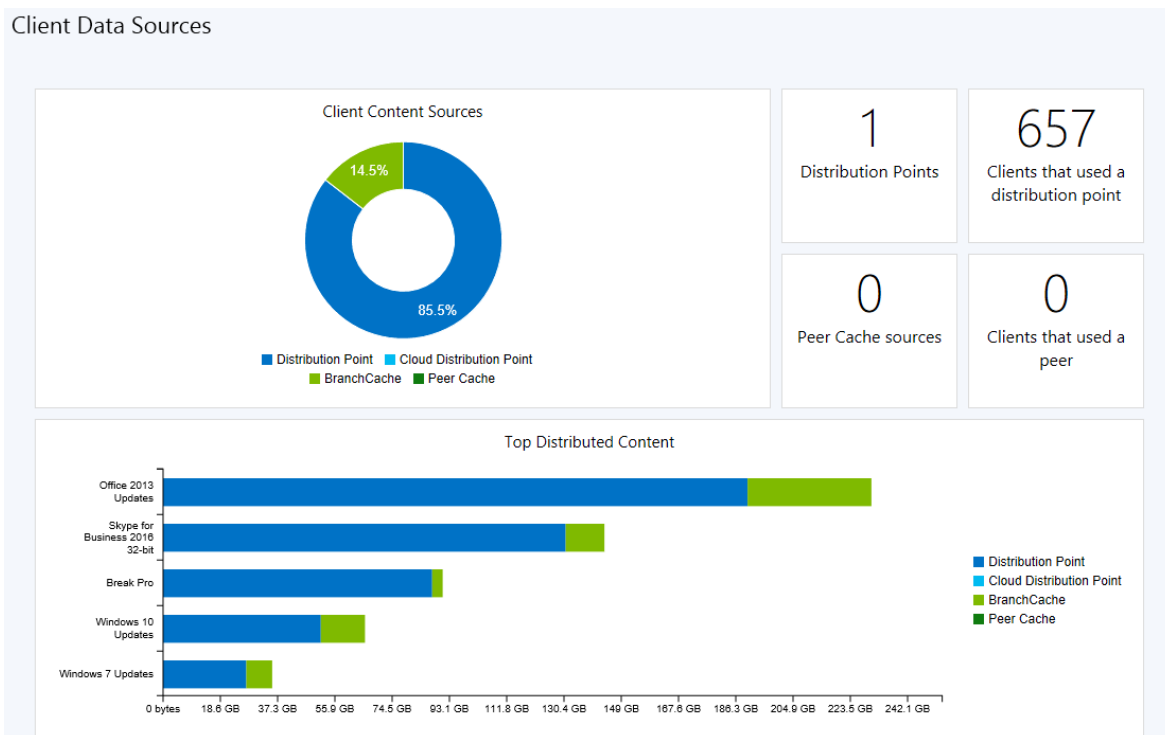 Client Data Sources
Client Content Sources
14.5%
85.5%
Distribution Point
Cloud Distribution Point
BranchCache
Peer Cache
1
Distribution Points
657
Clients that used a
distribution point
0
Peer Cache sources
0
Clients that used a
peer
Top Distributed Content
Office 2013
Updates
Skype for
Business 2016
32-bit
Break Pro
Windows 10
Updates
Windows 7 Updates
0 bytes 18.6 GB 37.3 GB 55.9 GB 74.5 GB 93.1 GB 111.8 GB 130.4 GB 149 GB 167.6 GB 186.3 GB 204.9 GB 223.5 GB 242.1 GB
Distribution Point
Cloud Distribution Point
BranchCache
Peer Cache